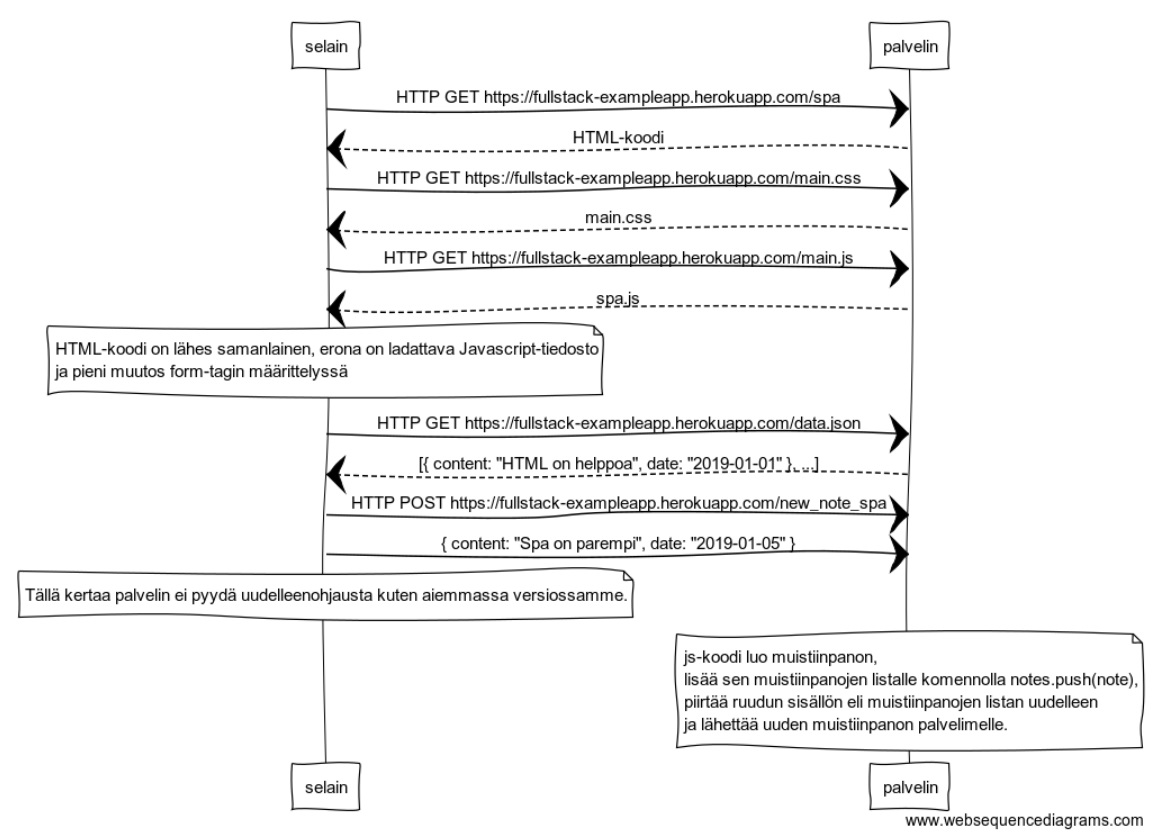 selain
palvelin
HTTP GET https://fullstack-exampleapp.herokuapp.com/spa
HTML-koodi
HTTP GET https://fullstack-exampleapp.herokuapp.com/main.css
main.css
HTTP GET https://fullstack-exampleapp.herokuapp.com/main.js
spa.js
HTML-koodi on lähes samanlainen, erona on ladattava Javascript-tiedosto
ja pieni muutos form-tagin määrittelyssä
HTTP GET https://fullstack-exampleapp.herokuapp.com/data.json
[{ content: "HTML on helppoa", date: "2019-01-01" }, ...]
HTTP POST https://fullstack-exampleapp.herokuapp.com/new_note_spa
{ content: "Spa on parempi", date: "2019-01-05" }
Tällä kertaa palvelin ei pyydä uudelleenohjausta kuten aiemmassa versiossamme.
js-koodi luo muistiinpanon,
lisää sen muistiinpanojen listalle komennolla notes.push(note),
piirtää ruudun sisällön eli muistiinpanojen listan uudelleen
ja lähettää uuden muistiinpanon palvelimelle.
selain
palvelin
www.websequencediagrams.com